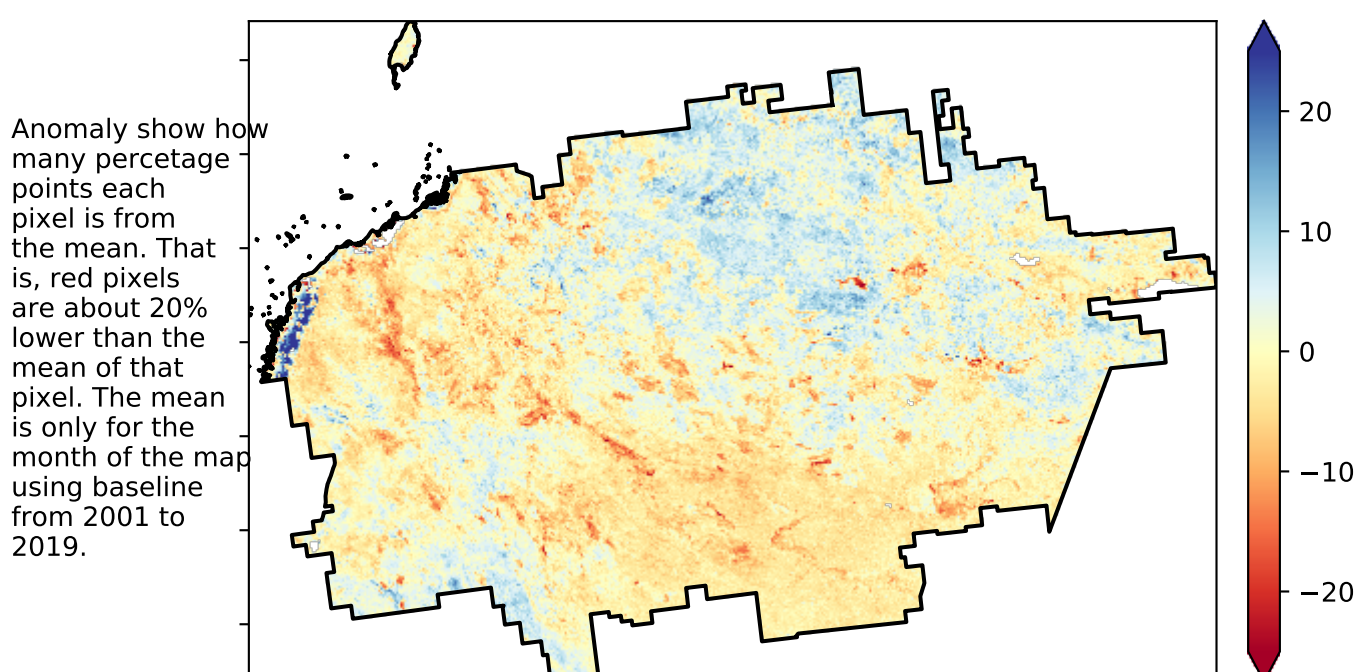 Anomaly show how
many percetage
points each
pixel is from
the mean. That
is, red pixels
are about 20%
lower than the
mean of that
pixel. The mean
is only for the
month of the map
using baseline
from 2001 to
2019.
20
10
0
−10
−20